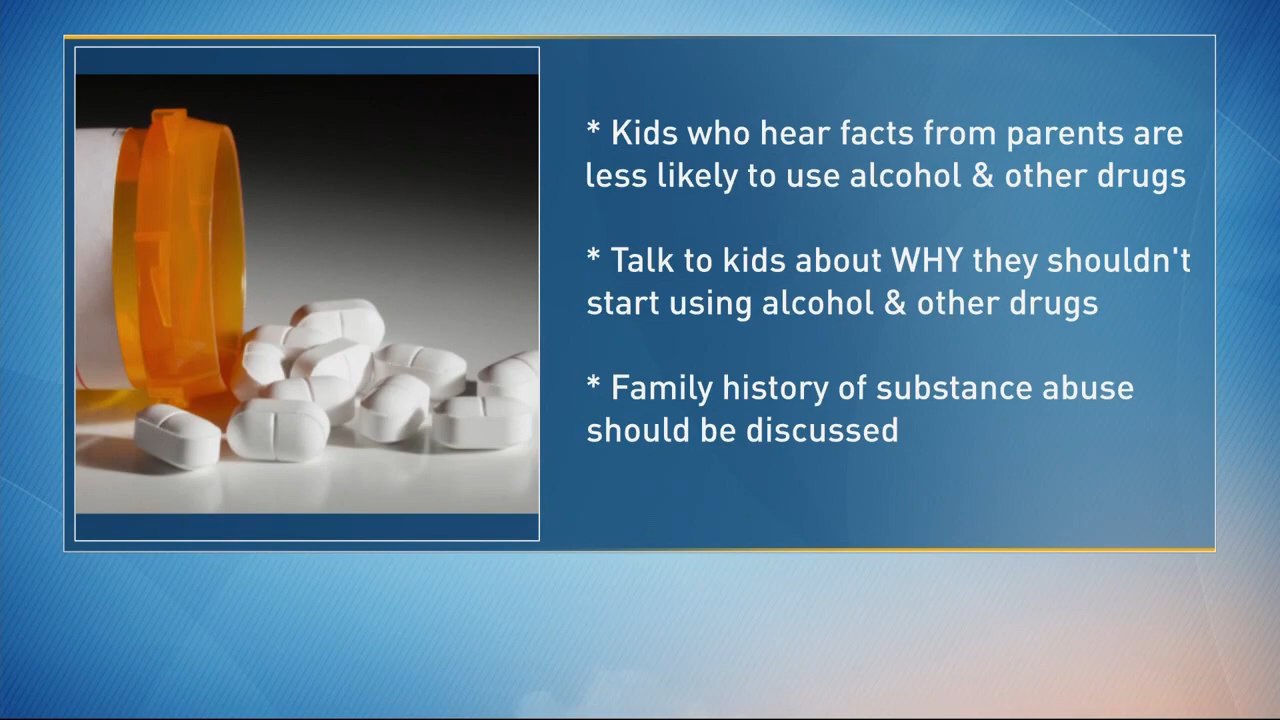 * Kids who hear facts from parents are
less likely to use alcohol & other drugs
* Talk to kids about WHY they shouldn't
start using alcohol & other drugs
* Family history of substance abuse
should be discussed